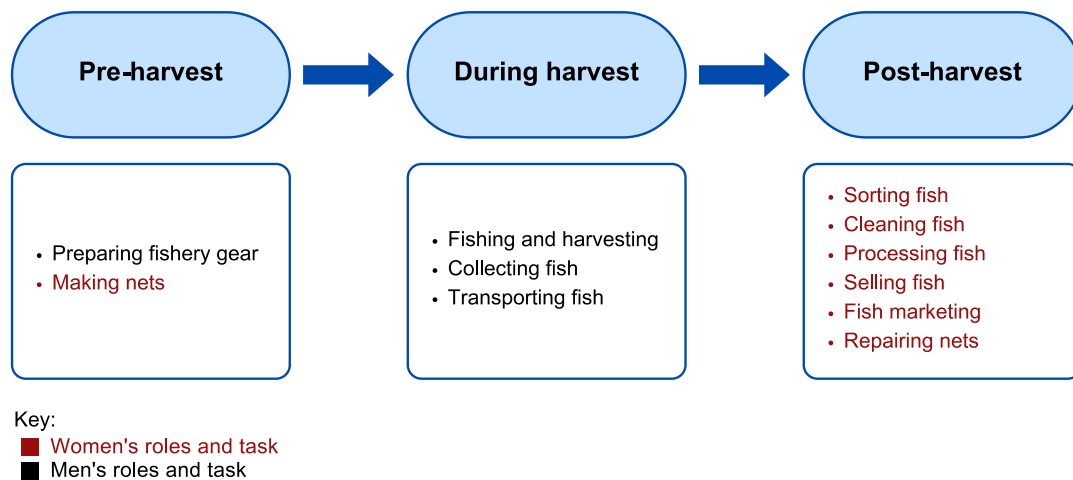 Pre-harvest
During harvest
Post-harvest
• Preparing fishery gear
• Making nets
• Fishing and harvesting
• Collecting fish
• Transporting fish
• Sorting fish
• Cleaning fish
• Processing fish
• Selling fish
• Fish marketing
• Repairing nets
Key:
Women's roles and task
Men's roles and task